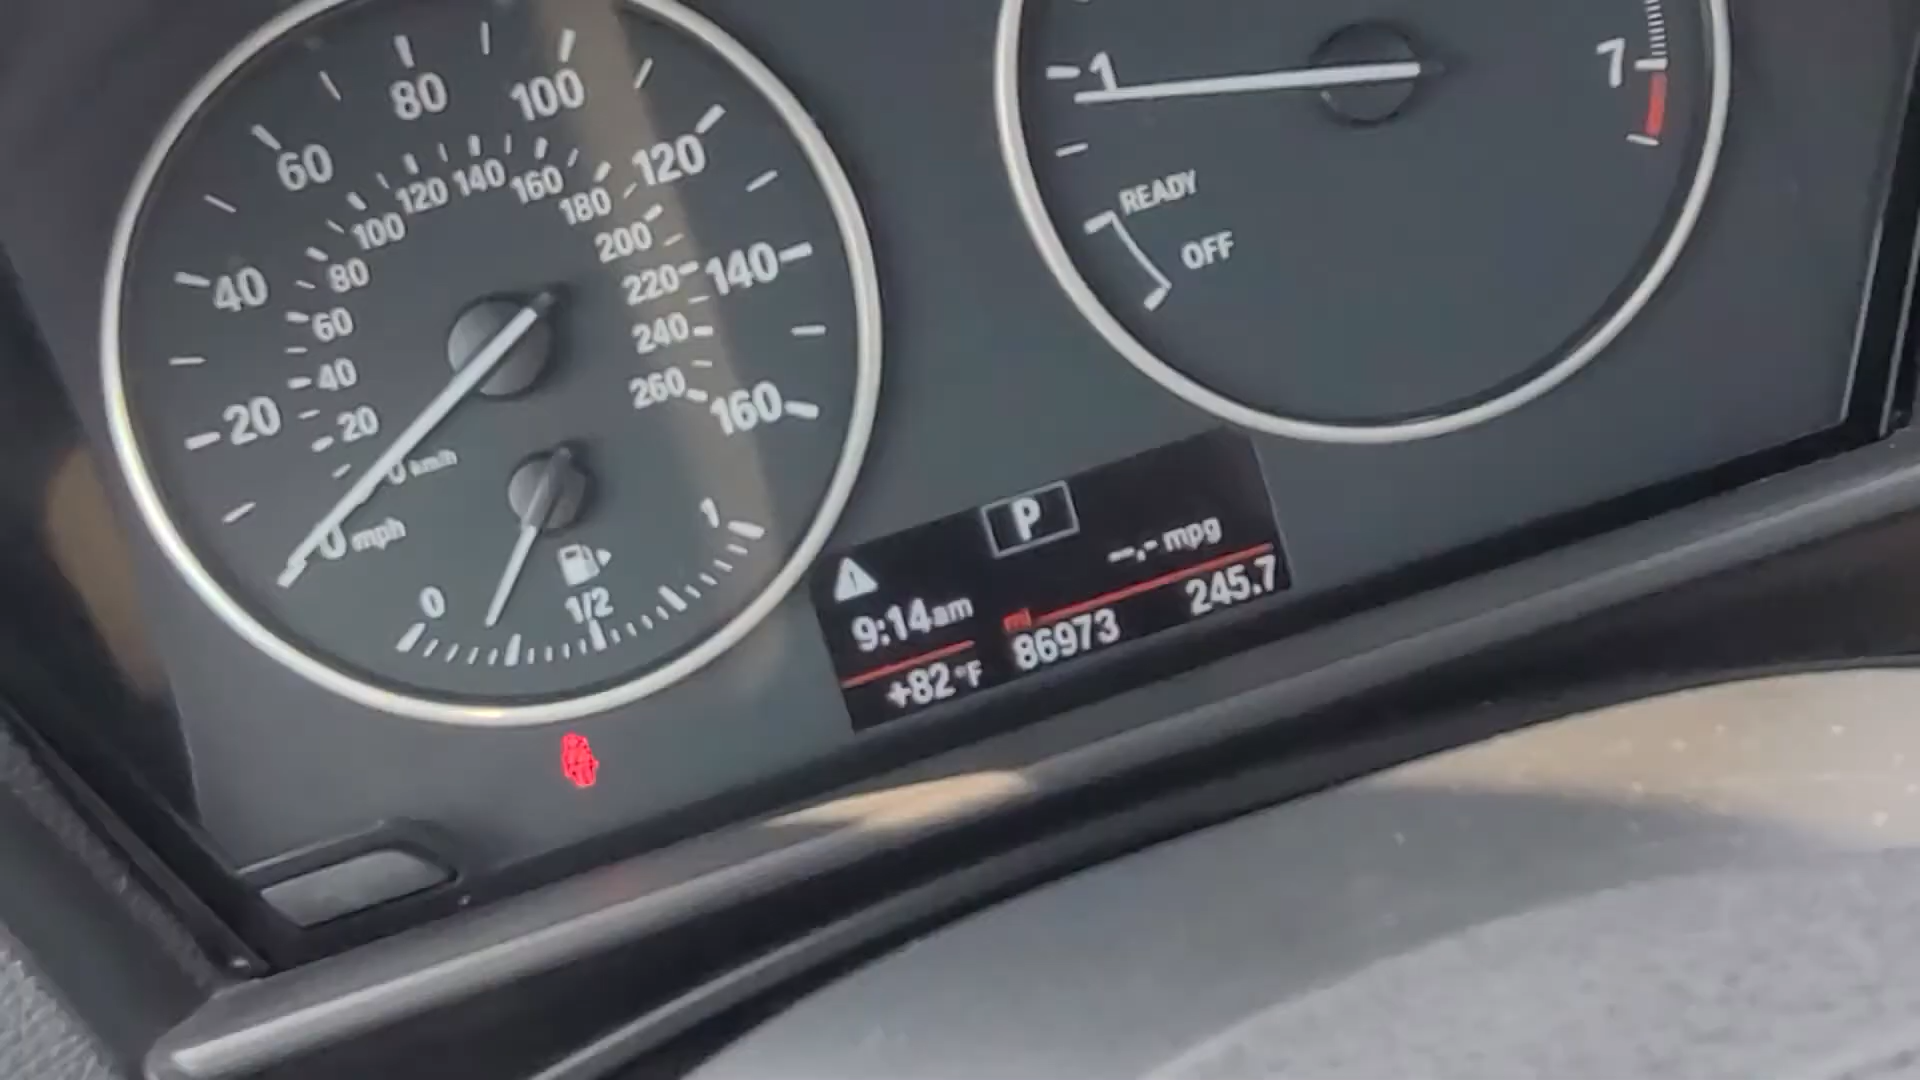 80
100
60
120
40
140
20
160
0 mph
120 140 160
100
180
80
200
60
220
40
240
20
260
0 km/h
0
1/2
1
1
7
READY
OFF
P
--.- mpg
9:14am
mi
86973
245.7
+82°F